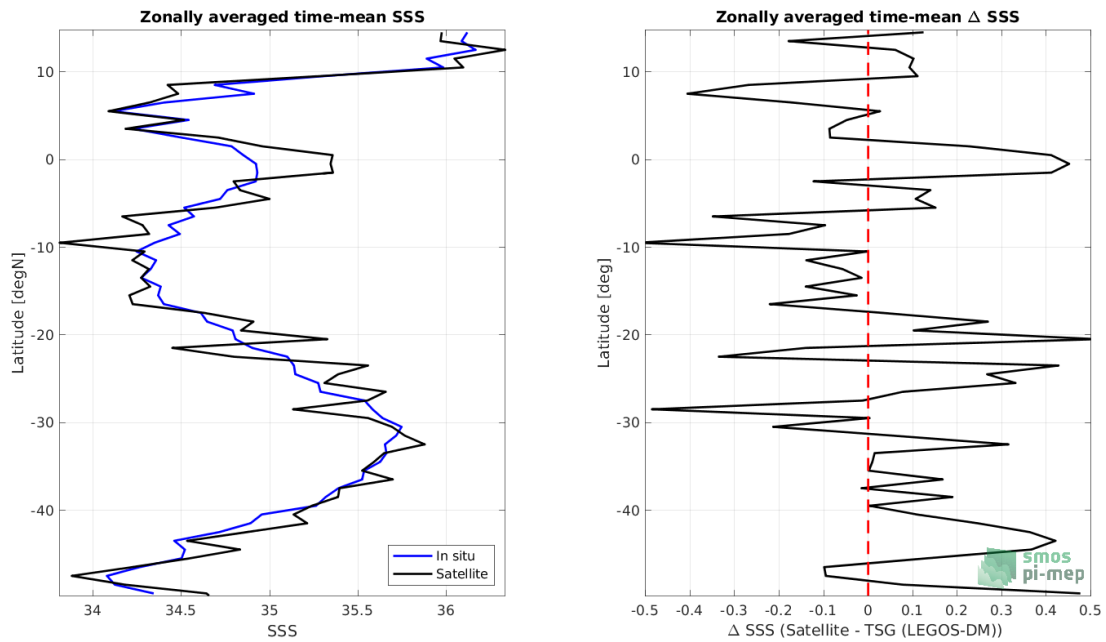 Zonally averaged time-mean SSS
Latitude [degN]
10
0
-10
-20
-30
-40
34
34.5
35
35.5
36
SSS
In situ
Satellite
Zonally averaged time-mean Δ SSS
Latitude [deg]
10
0
-10
-20
-30
-40
-0.5
-0.4
-0.3
-0.2
-0.1
0
0.1
0.2
0.3
0.4
0.5
Δ SSS (Satellite - TSG (LEGOS-DM))
smos
pi-mep